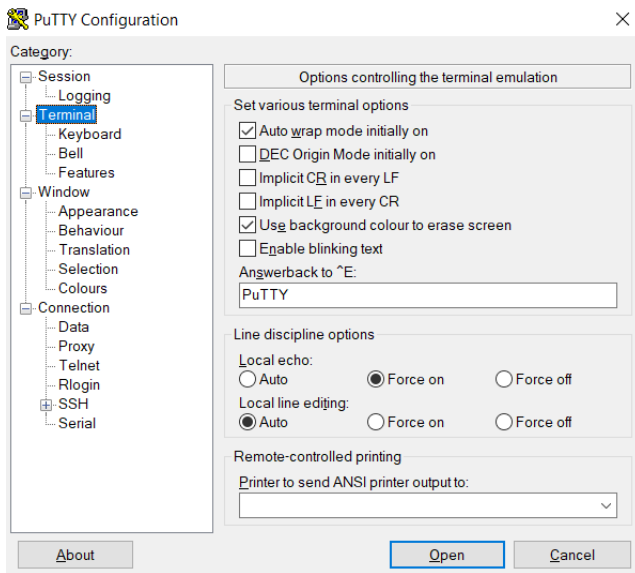 PuTTY Configuration
Category:
Session
Logging
Terminal
Keyboard
Bell
Features
Window
Appearance
Behaviour
Translation
Selection
Colours
Connection
Data
Proxy
Telnet
Rlogin
SSH
Serial
Options controlling the terminal emulation
Set various terminal options
Auto wrap mode initially on
DEC Origin Mode initially on
Implicit CR in every LF
Implicit LF in every CR
Use background colour to erase screen
Enable blinking text
Answerback to ^E:
PuTTY
Line discipline options
Local echo:
Auto Force on Force off
Local line editing:
Auto Force on Force off
Remote-controlled printing
Printer to send ANSI printer output to:
About Open Cancel